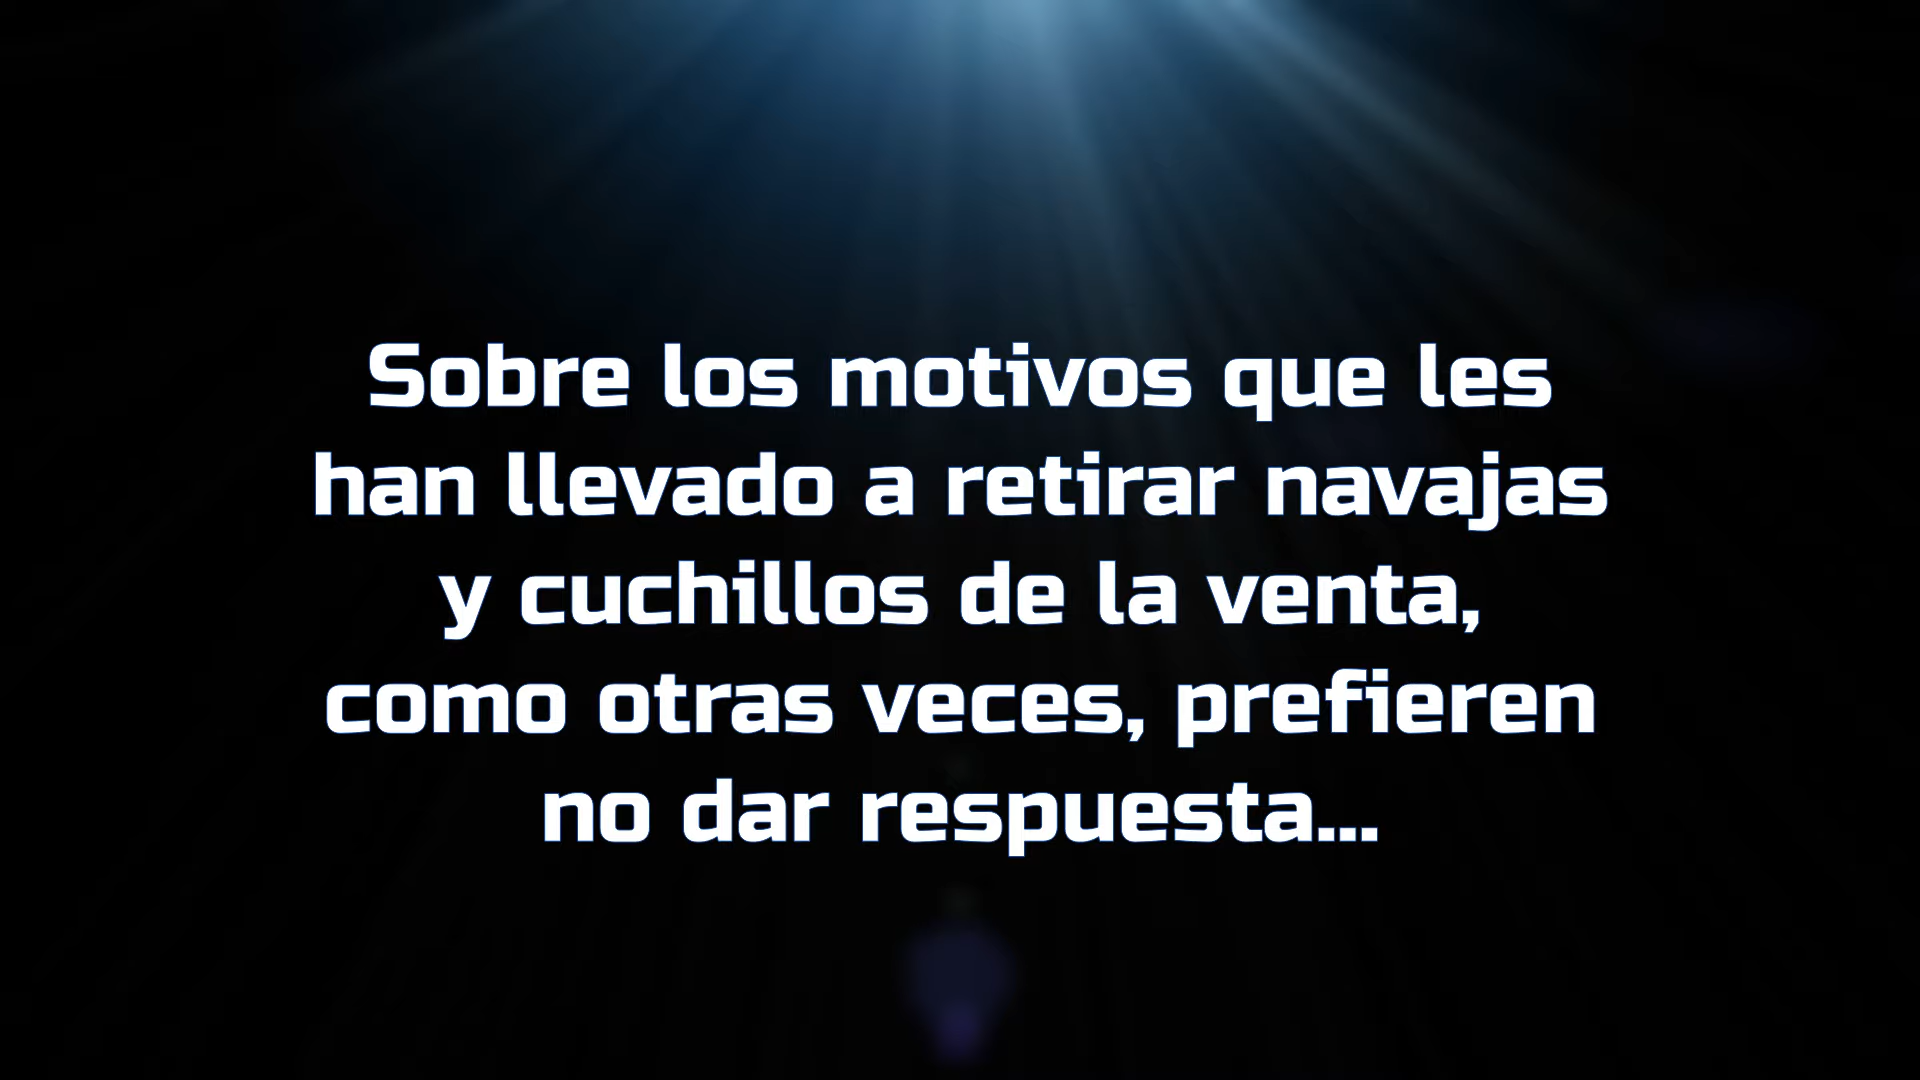 Sobre los motivos que les
han llevado a retirar navajas
y cuchillos de la venta,
como otras veces, prefieren
no dar respuesta...